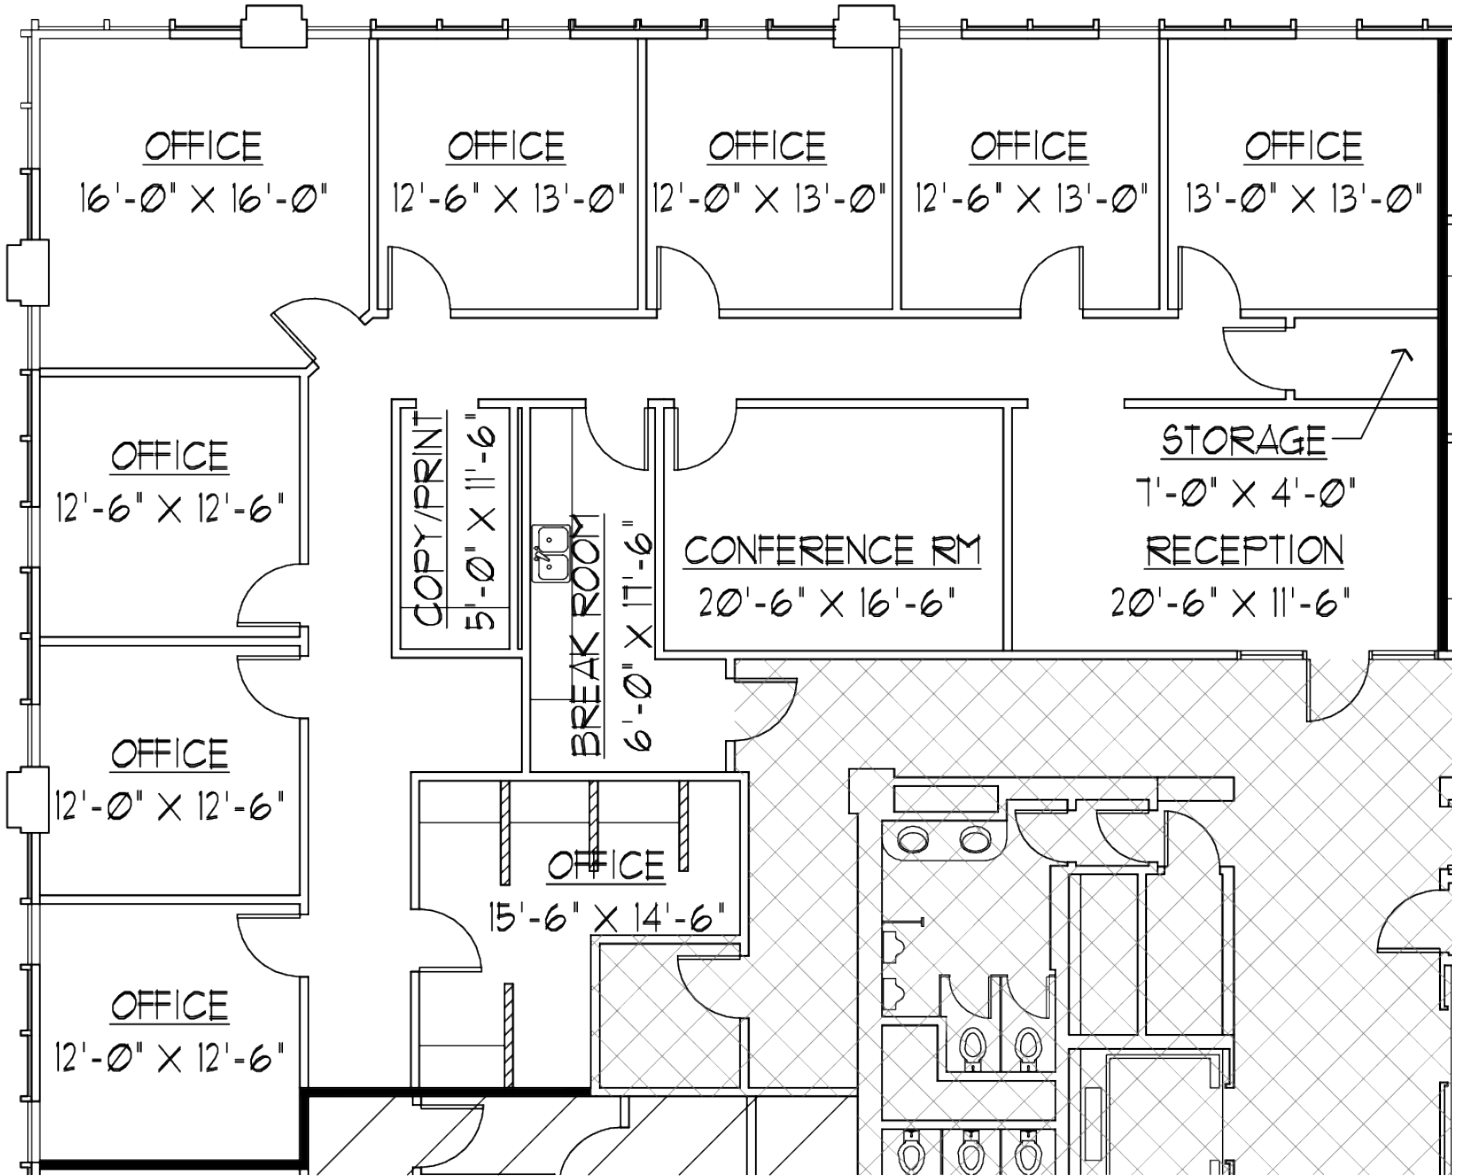 OFFICE
16'-0" X 16'-0"
OFFICE
12'-6" X 13'-0"
OFFICE
12'-0" X 13'-0"
OFFICE
12'-6" X 13'-0"
OFFICE
13'-0" X 13'-0"
OFFICE
12'-6" X 12'-6"
COPY/PRINT
5'-0" X 11'-6"
BREAK ROOM
6'-0" X 17'-6"
CONFERENCE RM
20'-6" X 16'-6"
STORAGE
7'-0" X 4'-0"
RECEPTION
20'-6" X 11'-6"
OFFICE
12'-0" X 12'-6"
OFFICE
15'-6" X 14'-6"
OFFICE
12'-0" X 12'-6"